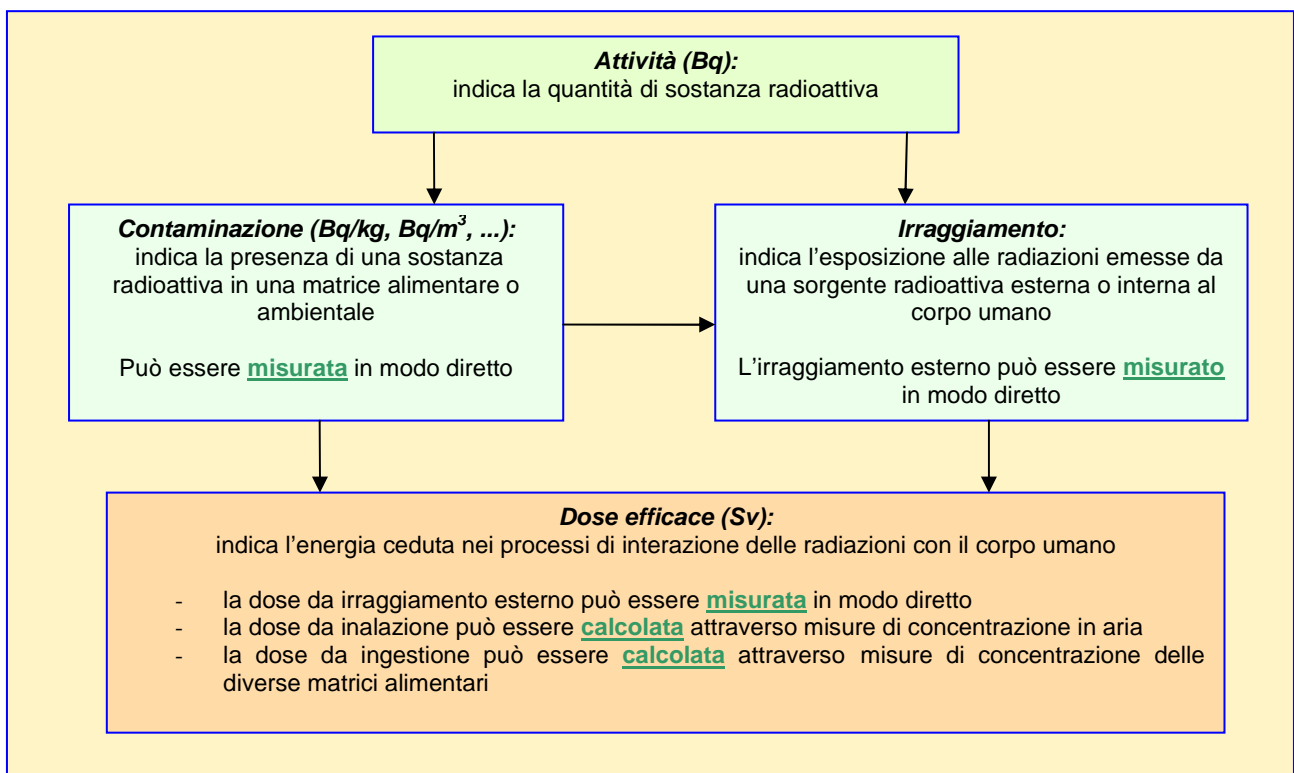 Attività (Bq):
indica la quantità di sostanza radioattiva
Contaminazione (Bq/kg, Bq/m³, ...):
indica la presenza di una sostanza
radioattiva in una matrice alimentare o
ambientale
Può essere misurata in modo diretto
Irraggiamento:
indica l'esposizione alle radiazioni emesse da
una sorgente radioattiva esterna o interna al
corpo umano
L'irraggiamento esterno può essere misurato
in modo diretto
Dose efficace (Sv):
indica l'energia ceduta nei processi di interazione delle radiazioni con il corpo umano
- la dose da irraggiamento esterno può essere misurata in modo diretto
- la dose da inalazione può essere calcolata attraverso misure di concentrazione in aria
- la dose da ingestione può essere calcolata attraverso misure di concentrazione delle
diverse matrici alimentari